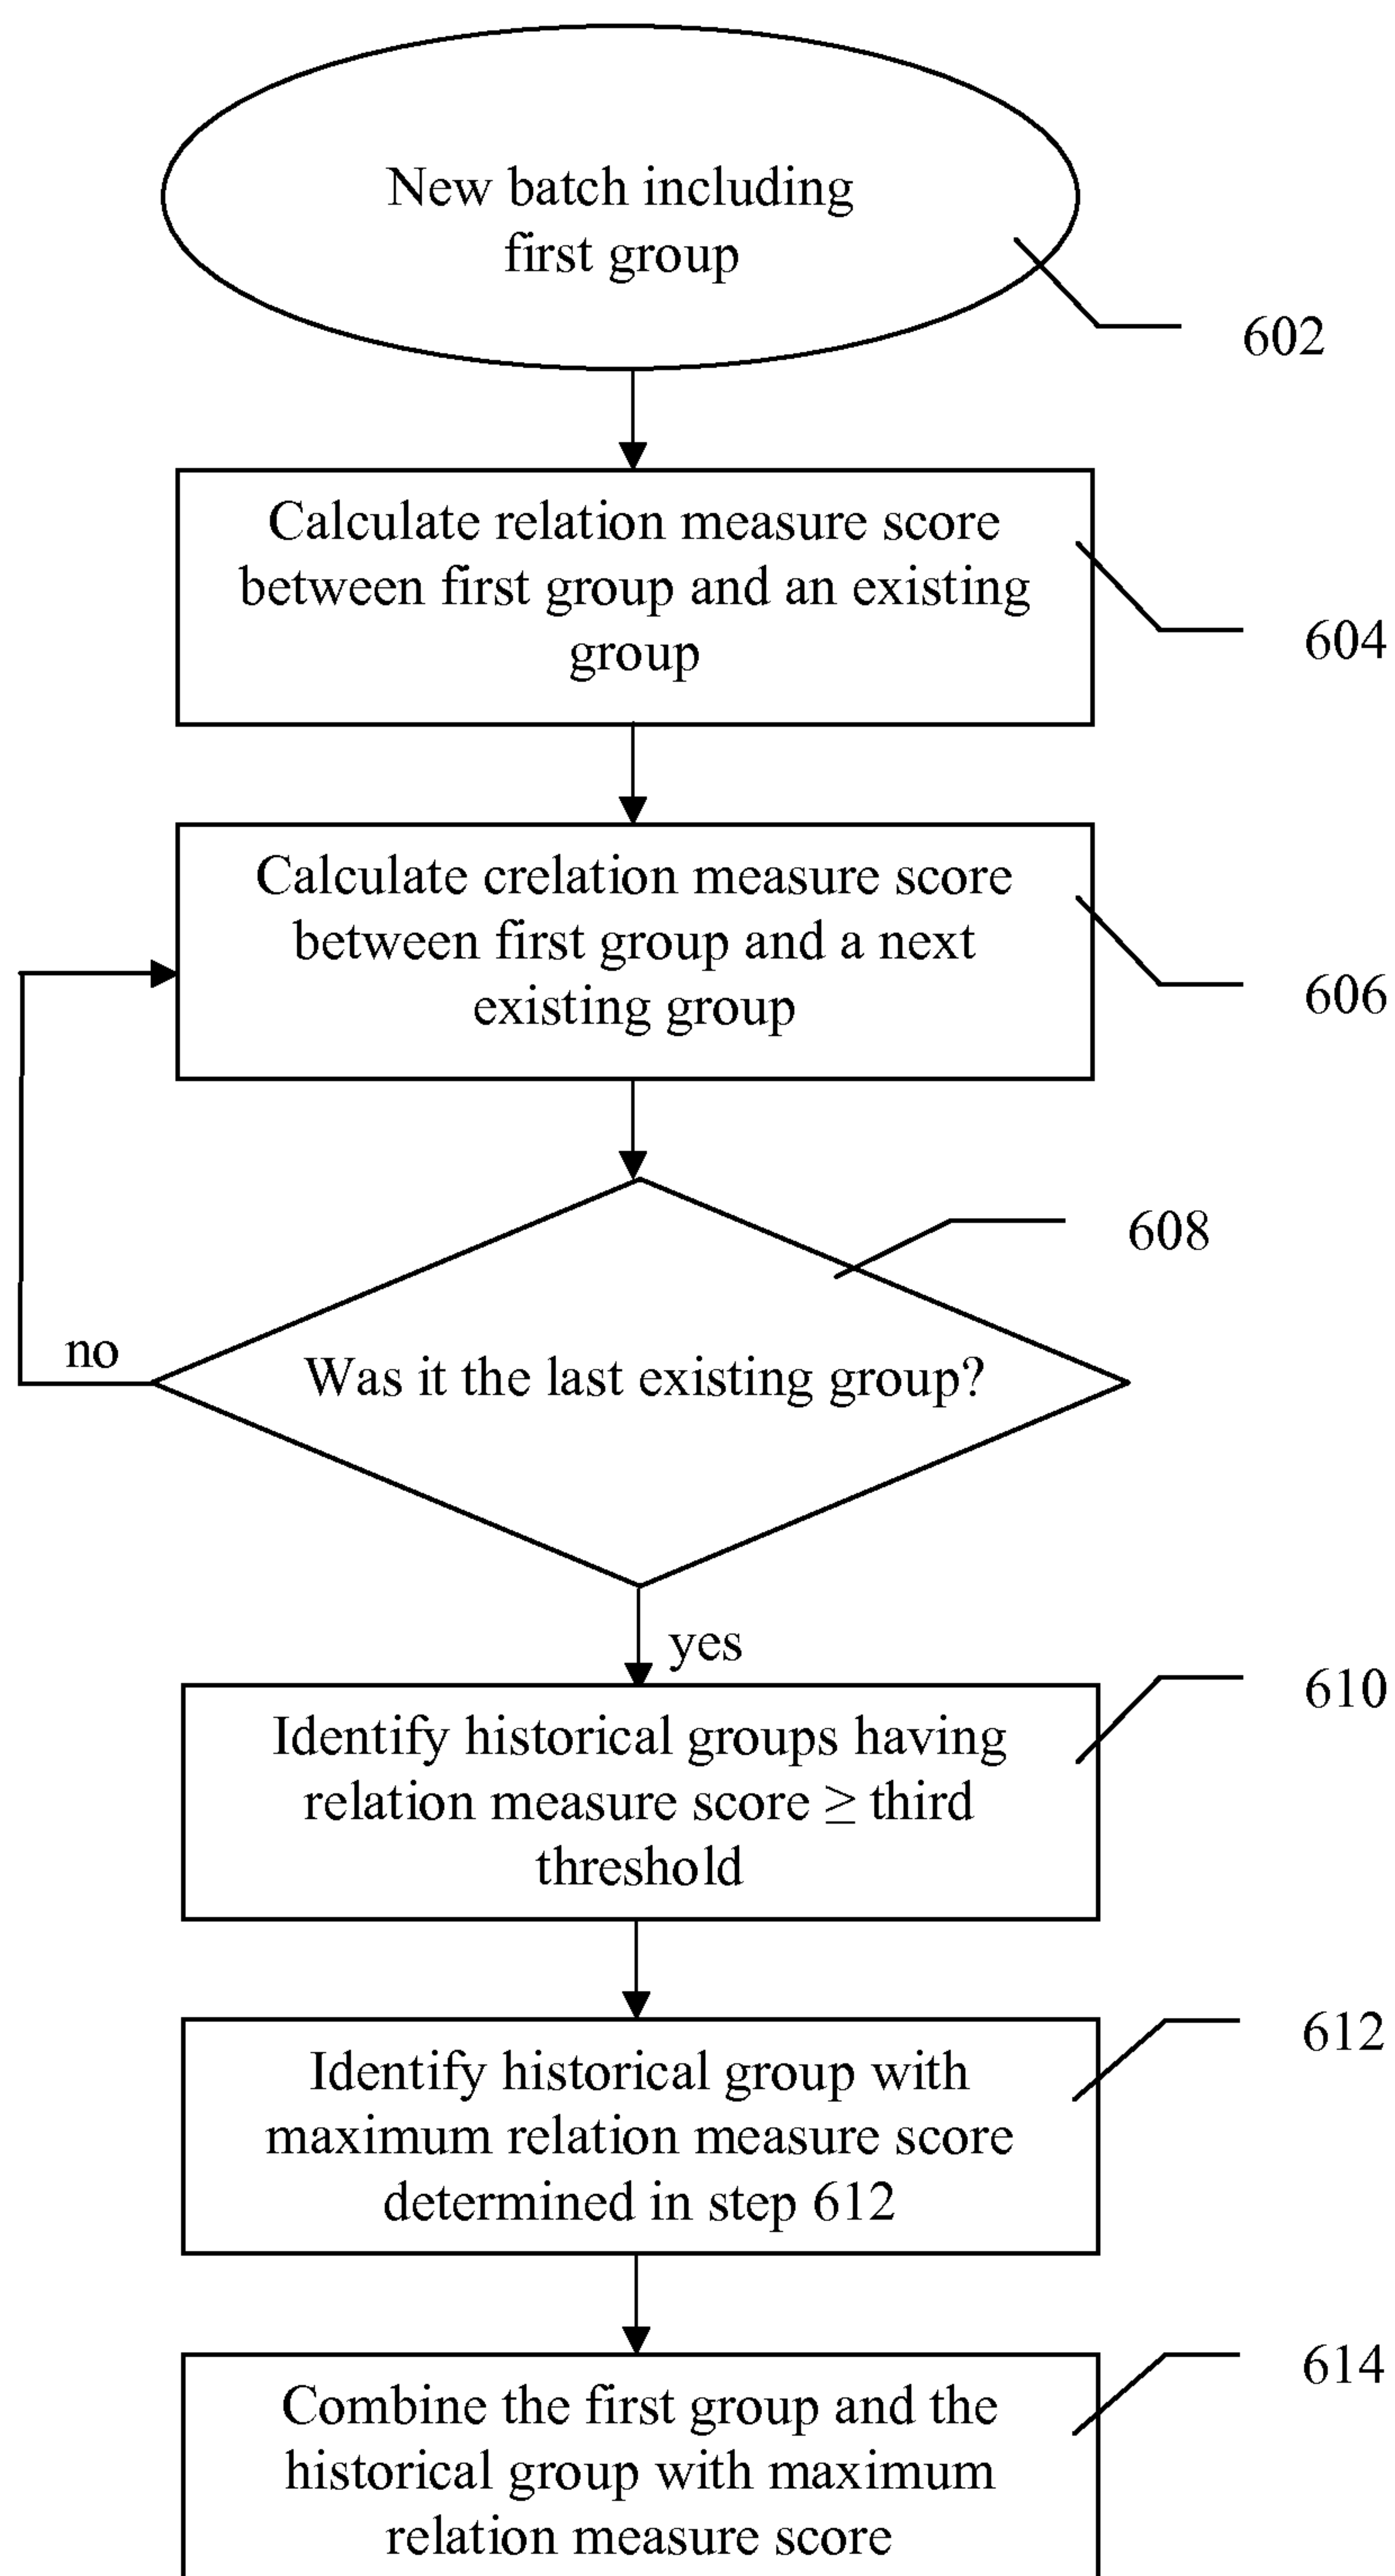 New batch including
first group
602
Calculate relation measure score
between first group and an existing
group
604
Calculate crelation measure score
between first group and a next
existing group
606
608
Was it the last existing group?
no
yes
610
Identify historical groups having
relation measure score ≥ third
threshold
612
Identify historical group with
maximum relation measure score
determined in step 612
614
Combine the first group and the
historical group with maximum
relation measure score